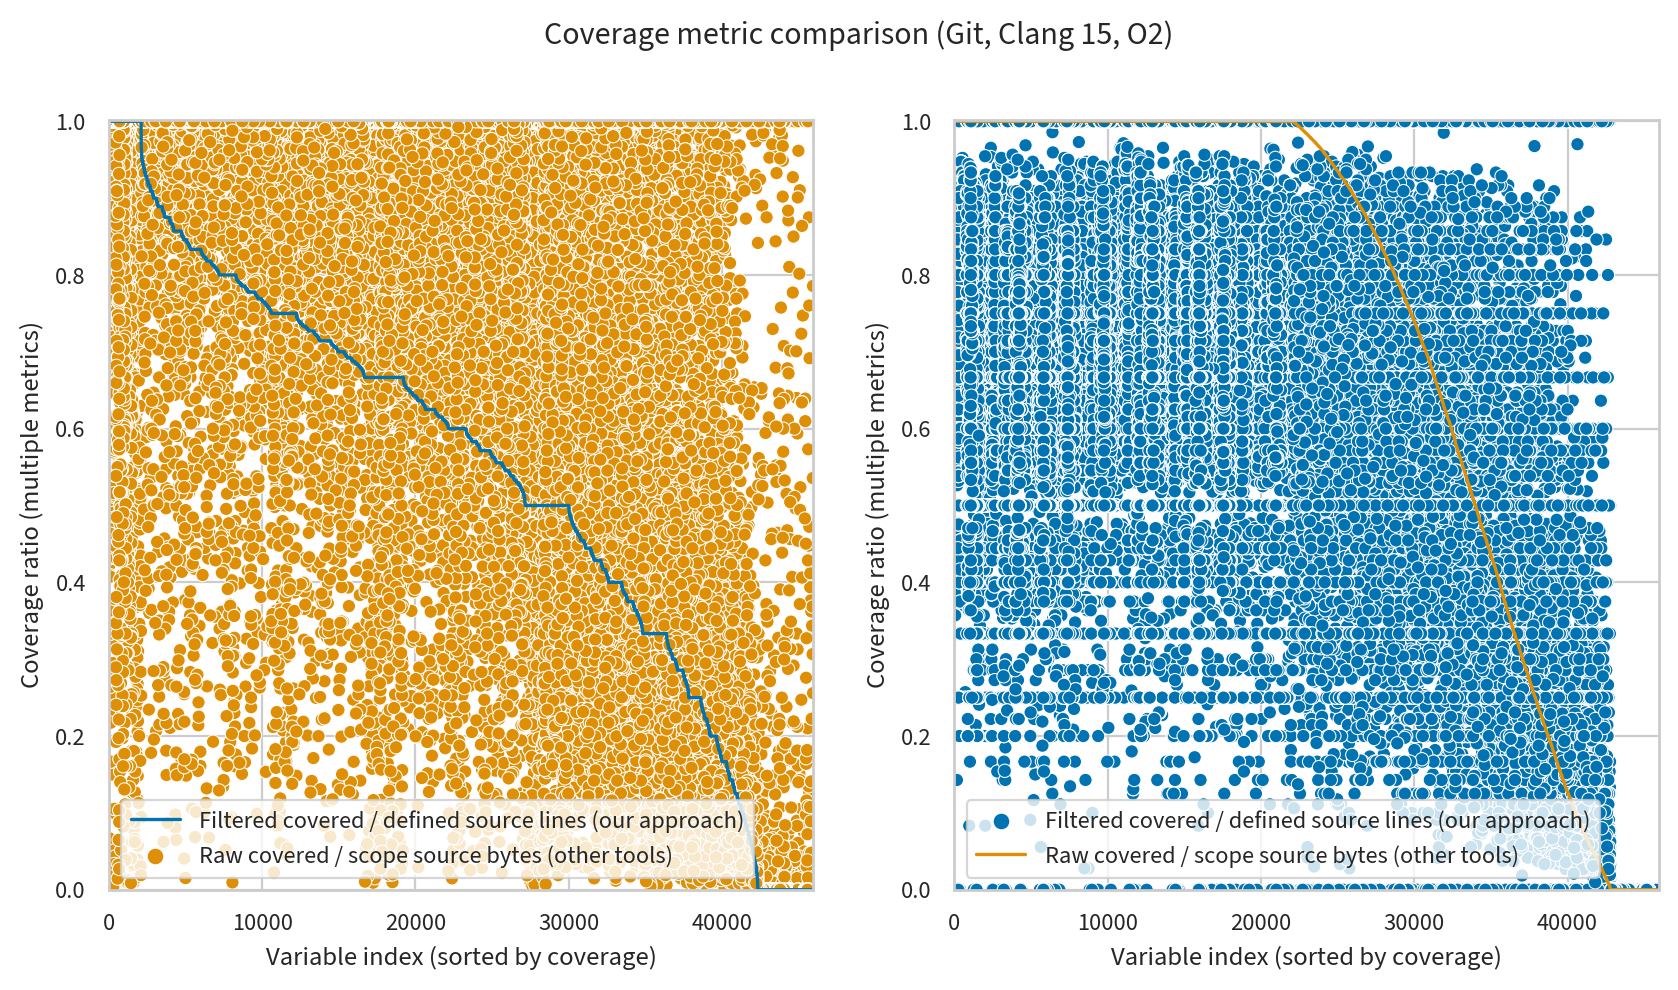 Coverage metric comparison (Git, Clang 15, O2)
Coverage ratio (multiple metrics)
1.0
0.8
0.6
0.4
0.2
0.0
Filtered covered / defined source lines (our approach)
Raw covered / scope source bytes (other tools)
0 10000 20000 30000 40000
Variable index (sorted by coverage)
Coverage ratio (multiple metrics)
1.0
0.8
0.6
0.4
0.2
0.0
Filtered covered / defined source lines (our approach)
Raw covered / scope source bytes (other tools)
0 10000 20000 30000 40000
Variable index (sorted by coverage)